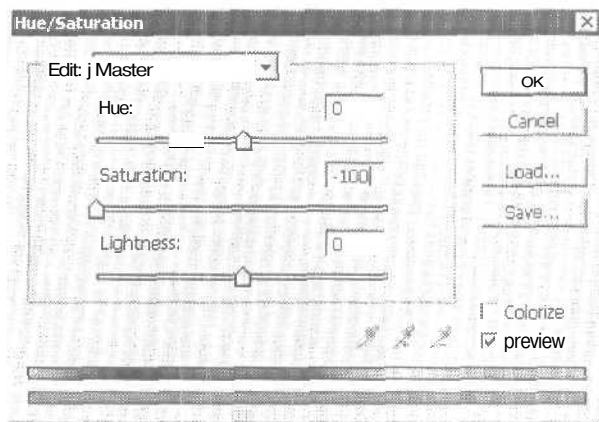 Hue/Saturation
Edit: j Master
OK
Hue: 0
Cancel
Saturation: -100
Load...
Save...
Lightness: 0
Colorize
preview